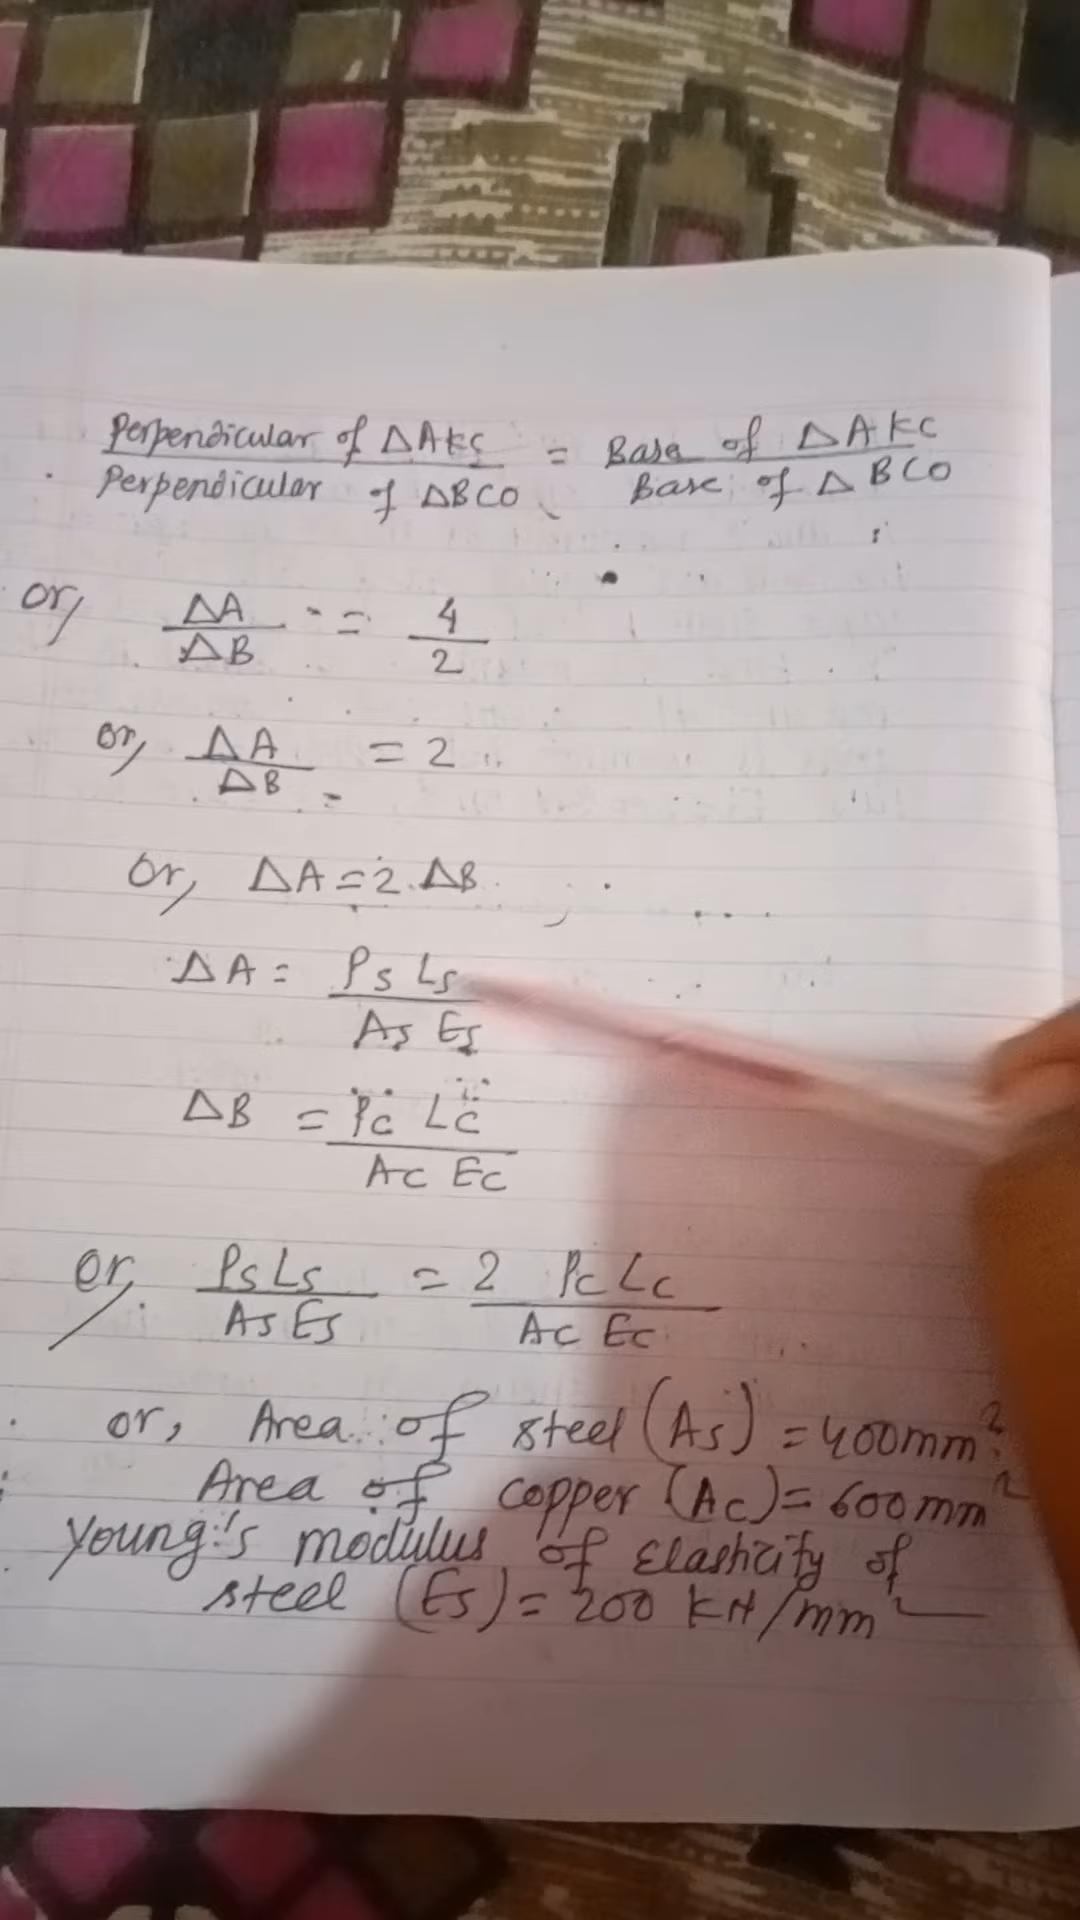 Perpendicular of ΔAKC = Base of ΔAKC
Perpendicular of ΔBCO Base of ΔBCO
or, ΔA = 4
ΔB 2
or, ΔA = 2
ΔB
or, ΔA = 2.ΔB
ΔA = Ps Ls
As Es
ΔB = Pc Lc
Ac Ec
or, PsLs = 2 Pc Lc
As Es Ac Ec
or, Area of steel (As) = 400mm²
Area of copper (Ac) = 600mm²
Young's modulus of Elasticity of
steel (Es) = 200 KN/mm²